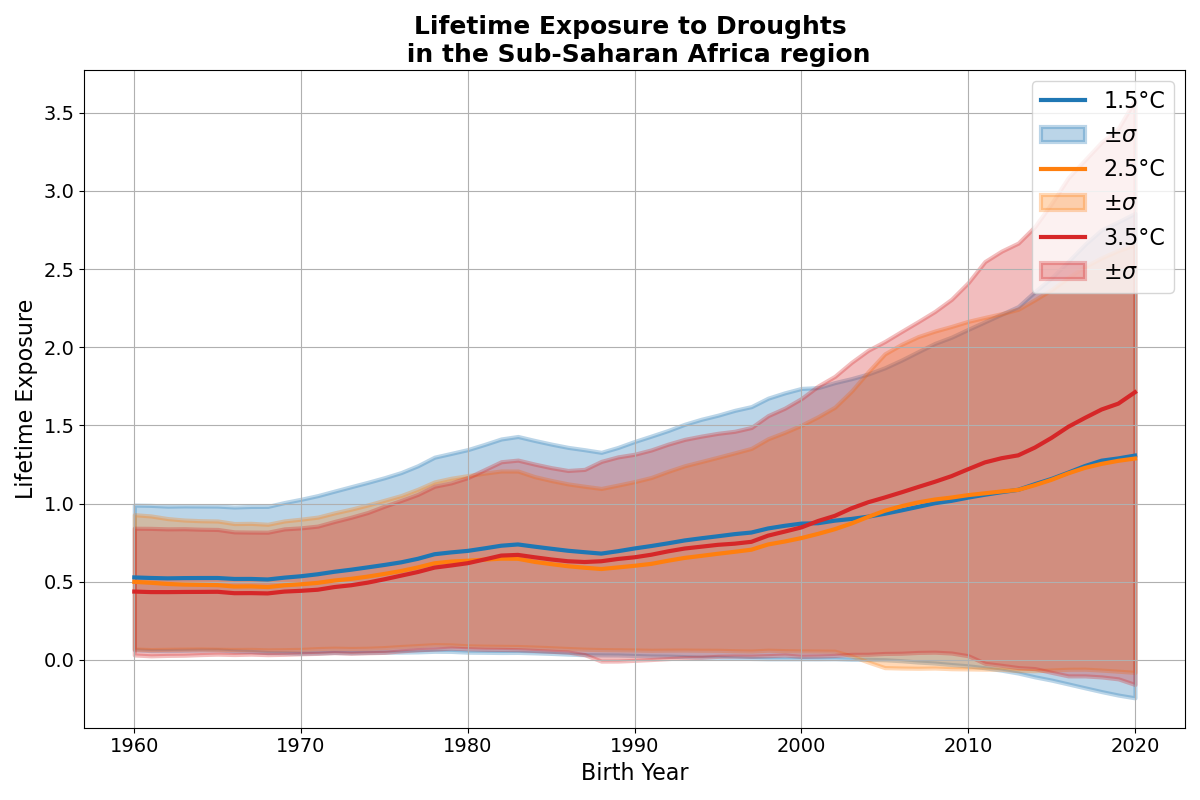 Lifetime Exposure to Droughts
in the Sub-Saharan Africa region
3.5
3.0
2.5
2.0
1.5
1.0
0.5
0.0
Lifetime Exposure
1960
1970
1980
1990
2000
2010
2020
Birth Year
1.5°C
±σ
2.5°C
±σ
3.5°C
±σ